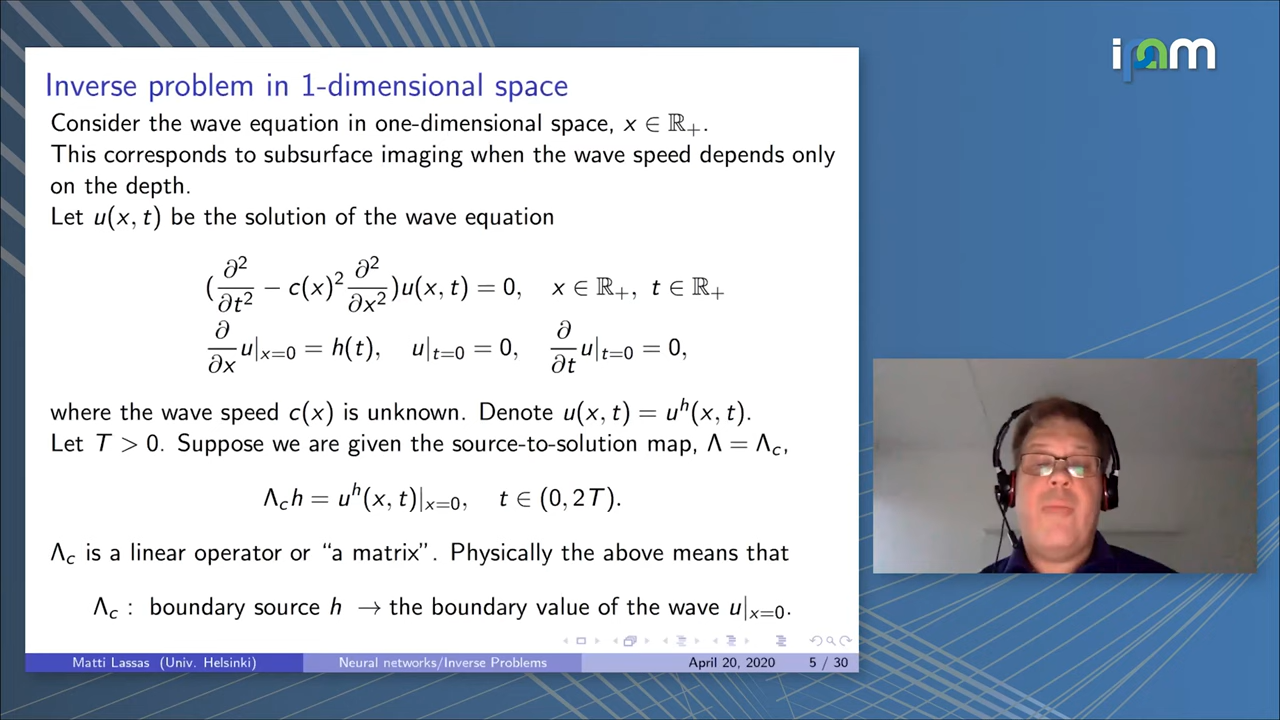 ipam
Inverse problem in 1-dimensional space
Consider the wave equation in one-dimensional space, x ∈ ℝ₊.
This corresponds to subsurface imaging when the wave speed depends only
on the depth.
Let u(x, t) be the solution of the wave equation
(∂²/∂t² − c(x)² ∂²/∂x²)u(x, t) = 0, x ∈ ℝ₊, t ∈ ℝ₊
∂/∂x u|ₓ₌₀ = h(t), u|ₜ₌₀ = 0, ∂/∂t u|ₜ₌₀ = 0,
where the wave speed c(x) is unknown. Denote u(x, t) = uʰ(x, t).
Let T > 0. Suppose we are given the source-to-solution map, Λ = Λ_c,
Λ_c h = uʰ(x, t)|ₓ₌₀, t ∈ (0, 2T).
Λ_c is a linear operator or “a matrix”. Physically the above means that
Λ_c : boundary source h → the boundary value of the wave u|ₓ₌₀.
Matti Lassas (Univ. Helsinki) Neural networks/Inverse Problems April 20, 2020 5 / 30